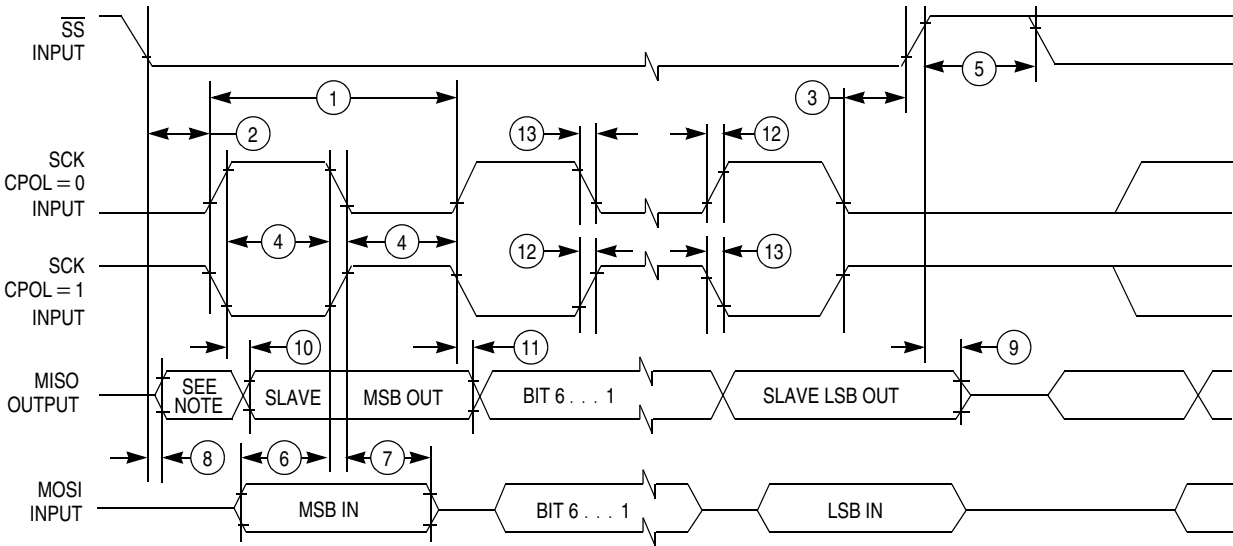 SS
INPUT
5
1
3
2
13
12
SCK
CPOL = 0
INPUT
4
4
SCK
CPOL = 1
INPUT
12
13
10
11
9
MISO
OUTPUT
SEE
NOTE
SLAVE
MSB OUT
BIT 6 . . . 1
SLAVE LSB OUT
8
6
7
MOSI
INPUT
MSB IN
BIT 6 . . . 1
LSB IN